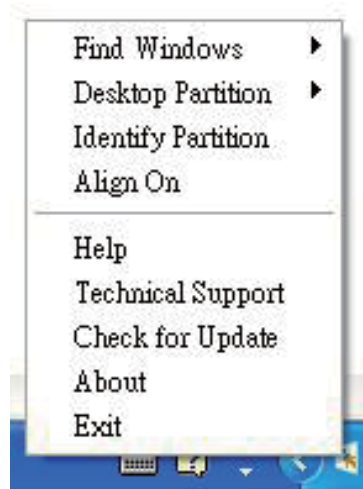 Find Windows
Desktop Partition
Identify Partition
Align On
Help
Technical Support
Check for Update
About
Exit